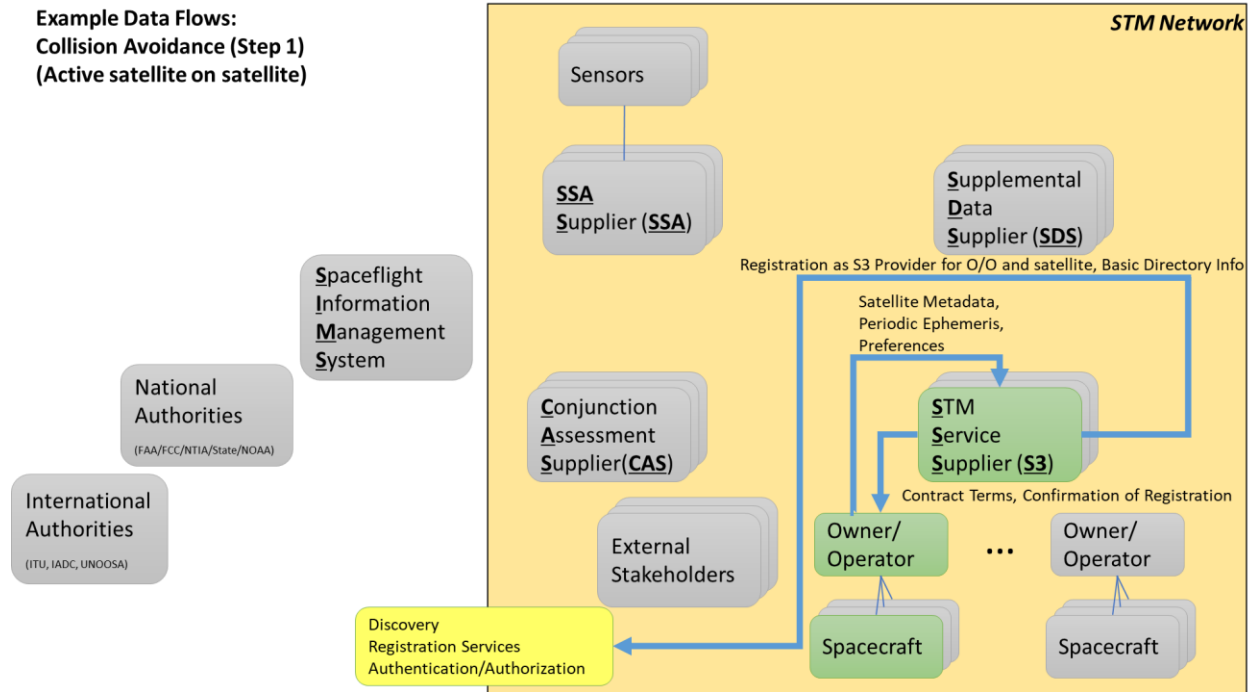 Example Data Flows:
Collision Avoidance (Step 1)
(Active satellite on satellite)
STM Network
Sensors
SSA
Supplier (SSA)
Supplemental
Data
Supplier (SDS)
Registration as S3 Provider for O/O and satellite, Basic Directory Info
Spaceflight
Information
Management
System
Satellite Metadata,
Periodic Ephemeris,
Preferences
National
Authorities
(FAA/FCC/NTIA/State/NOAA)
Conjunction
Assessment
Supplier(CAS)
STM
Service
Supplier (S3)
International
Authorities
(ITU, IADC, UNOOSA)
Contract Terms, Confirmation of Registration
External
Stakeholders
Owner/
Operator
...
Owner/
Operator
Discovery
Registration Services
Authentication/Authorization
Spacecraft
Spacecraft